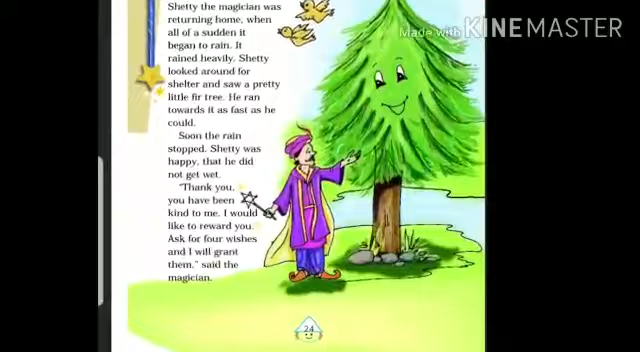 Shetty the magician was
returning home, when
all of a sudden it
began to rain. It
rained heavily. Shetty
looked around for
shelter and saw a pretty
little fir tree. He ran
towards it as fast as he
could.
Soon the rain
stopped. Shetty was
happy, that he did
not get wet.
"Thank you,
you have been
kind to me. I would
like to reward you.
Ask for four wishes
and I will grant
them," said the
magician.
24
Made with KINEMASTER